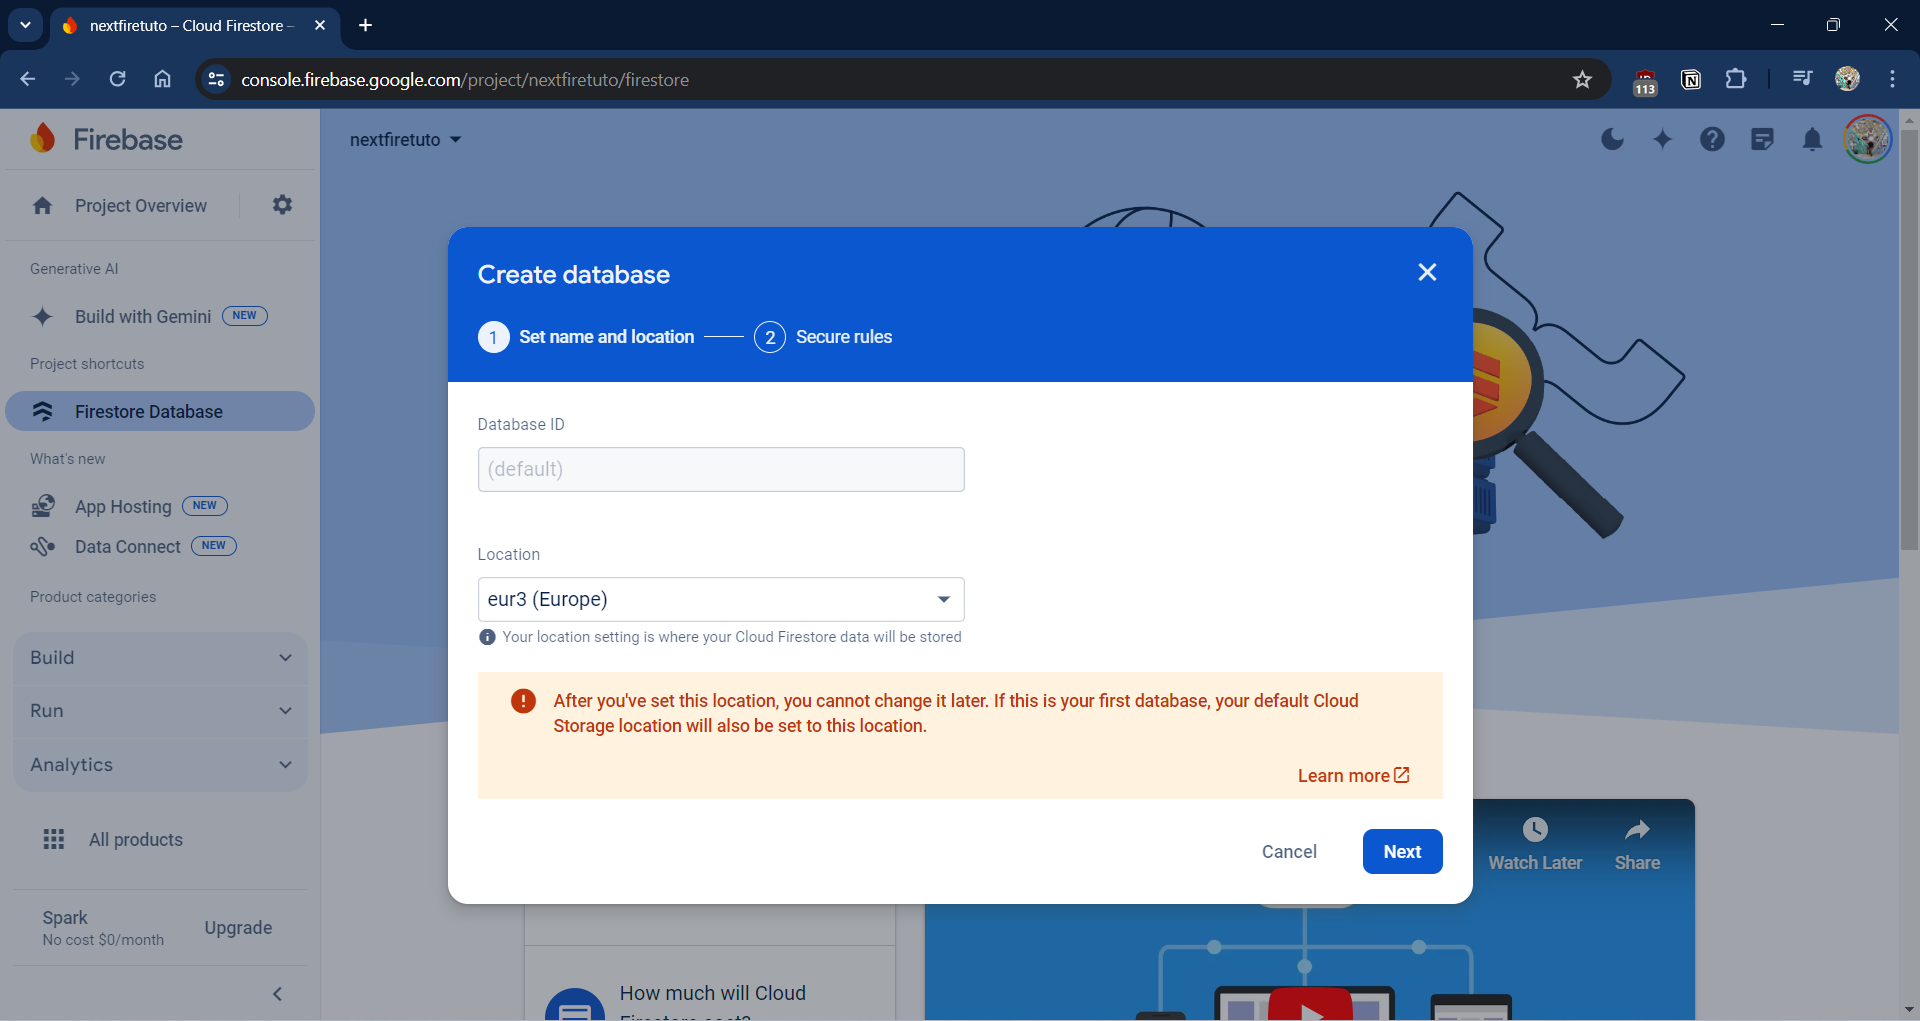 nextfiretuto – Cloud Firestore –
console.firebase.google.com/project/nextfiretuto/firestore
113
Firebase
nextfiretuto
Project Overview
Generative AI
Build with Gemini NEW
Project shortcuts
Firestore Database
What's new
App Hosting NEW
Data Connect NEW
Product categories
Build
Run
Analytics
All products
Spark
No cost $0/month
Upgrade
Create database
1 Set name and location
2 Secure rules
Database ID
(default)
Location
eur3 (Europe)
Your location setting is where your Cloud Firestore data will be stored
After you've set this location, you cannot change it later. If this is your first database, your default Cloud
Storage location will also be set to this location.
Learn more
Cancel
Next
Watch Later
Share
How much will Cloud